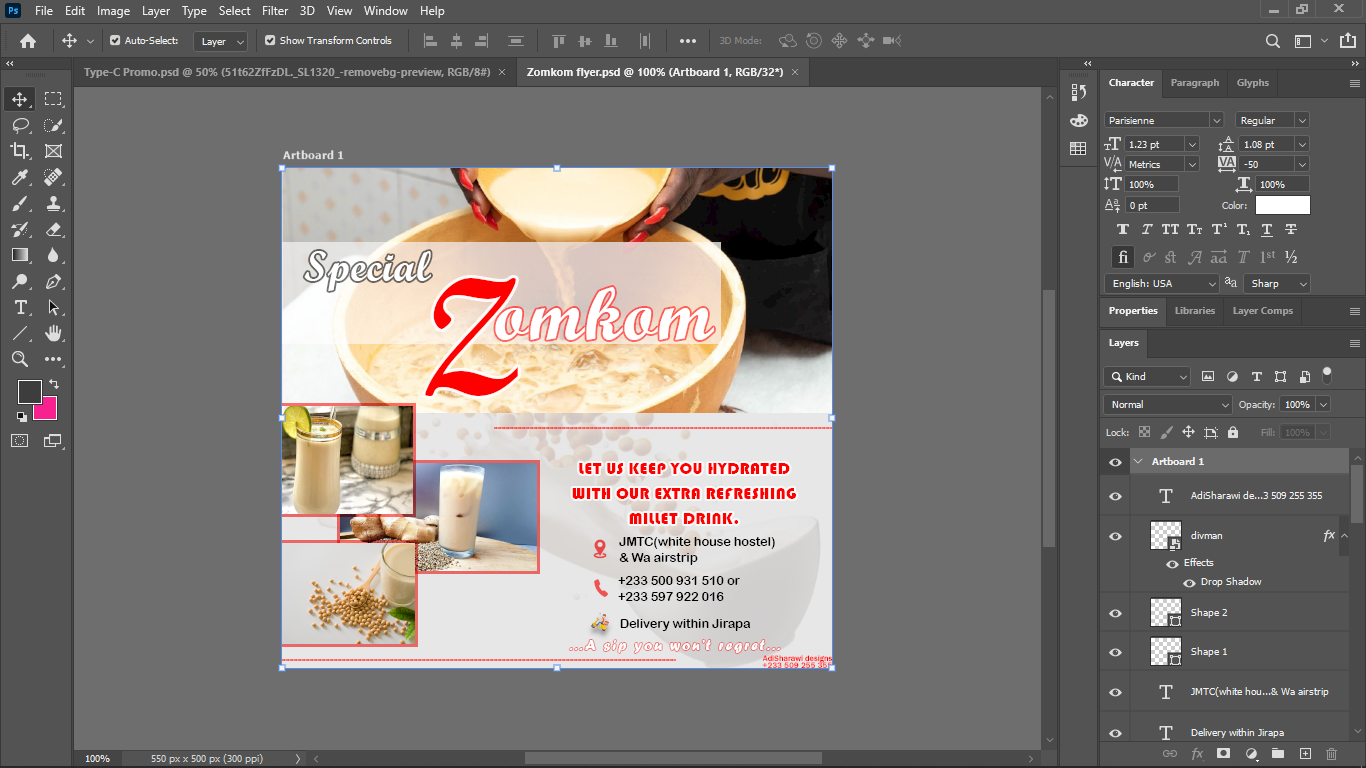 Ps File Edit Image Layer Type Select Filter 3D View Window Help
Auto-Select: Layer Show Transform Controls 3D Mode:
Type-C Promo.psd @ 50% (51t62ZfFzDL._SL1320_-removebg-preview, RGB/8#) × Zomkom flyer.psd @ 100% (Artboard 1, RGB/32*) ×
Artboard 1
Special
Zomkom
LET US KEEP YOU HYDRATED
WITH OUR EXTRA REFRESHING
MILLET DRINK.
JMTC(white house hostel)
& Wa airstrip
+233 500 931 510 or
+233 597 922 016
Delivery within Jirapa
...A sip you won't regret...
AdiSharawi designs
+233 509 255 355
100% 550 px x 500 px (300 ppi)
Character Paragraph Glyphs
Parisienne Regular
1.23 pt 1.08 pt
Metrics -50
100% 100%
0 pt Color:
English: USA Sharp
Properties Libraries Layer Comps
Layers
Kind
Normal Opacity: 100%
Lock: Fill: 100%
Artboard 1
AdiSharawi de...3 509 255 355
divman fx
Effects
Drop Shadow
Shape 2
Shape 1
JMTC(white hou...& Wa airstrip
Delivery within Jirapa